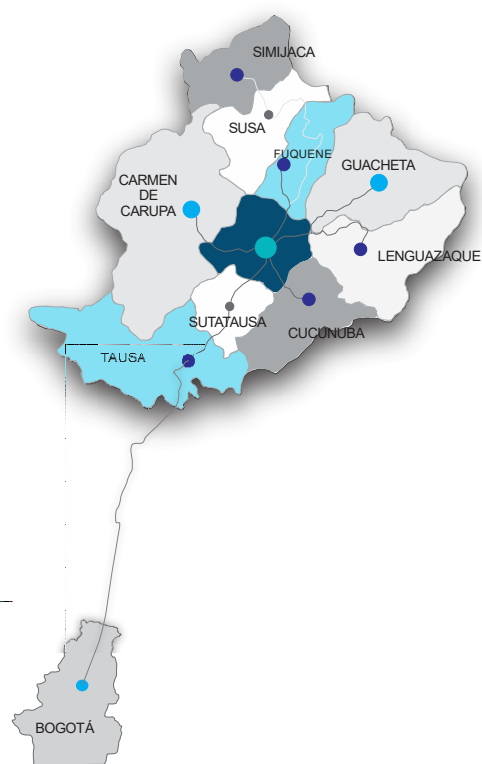 SIMIJACA
SUSA
FUQUENE
GUACHETA
CARMEN
DE
CARUPA
LENGUAZAQUE
SUTATAUSA
CUCUNUBA
TAUSA
BOGOTÁ